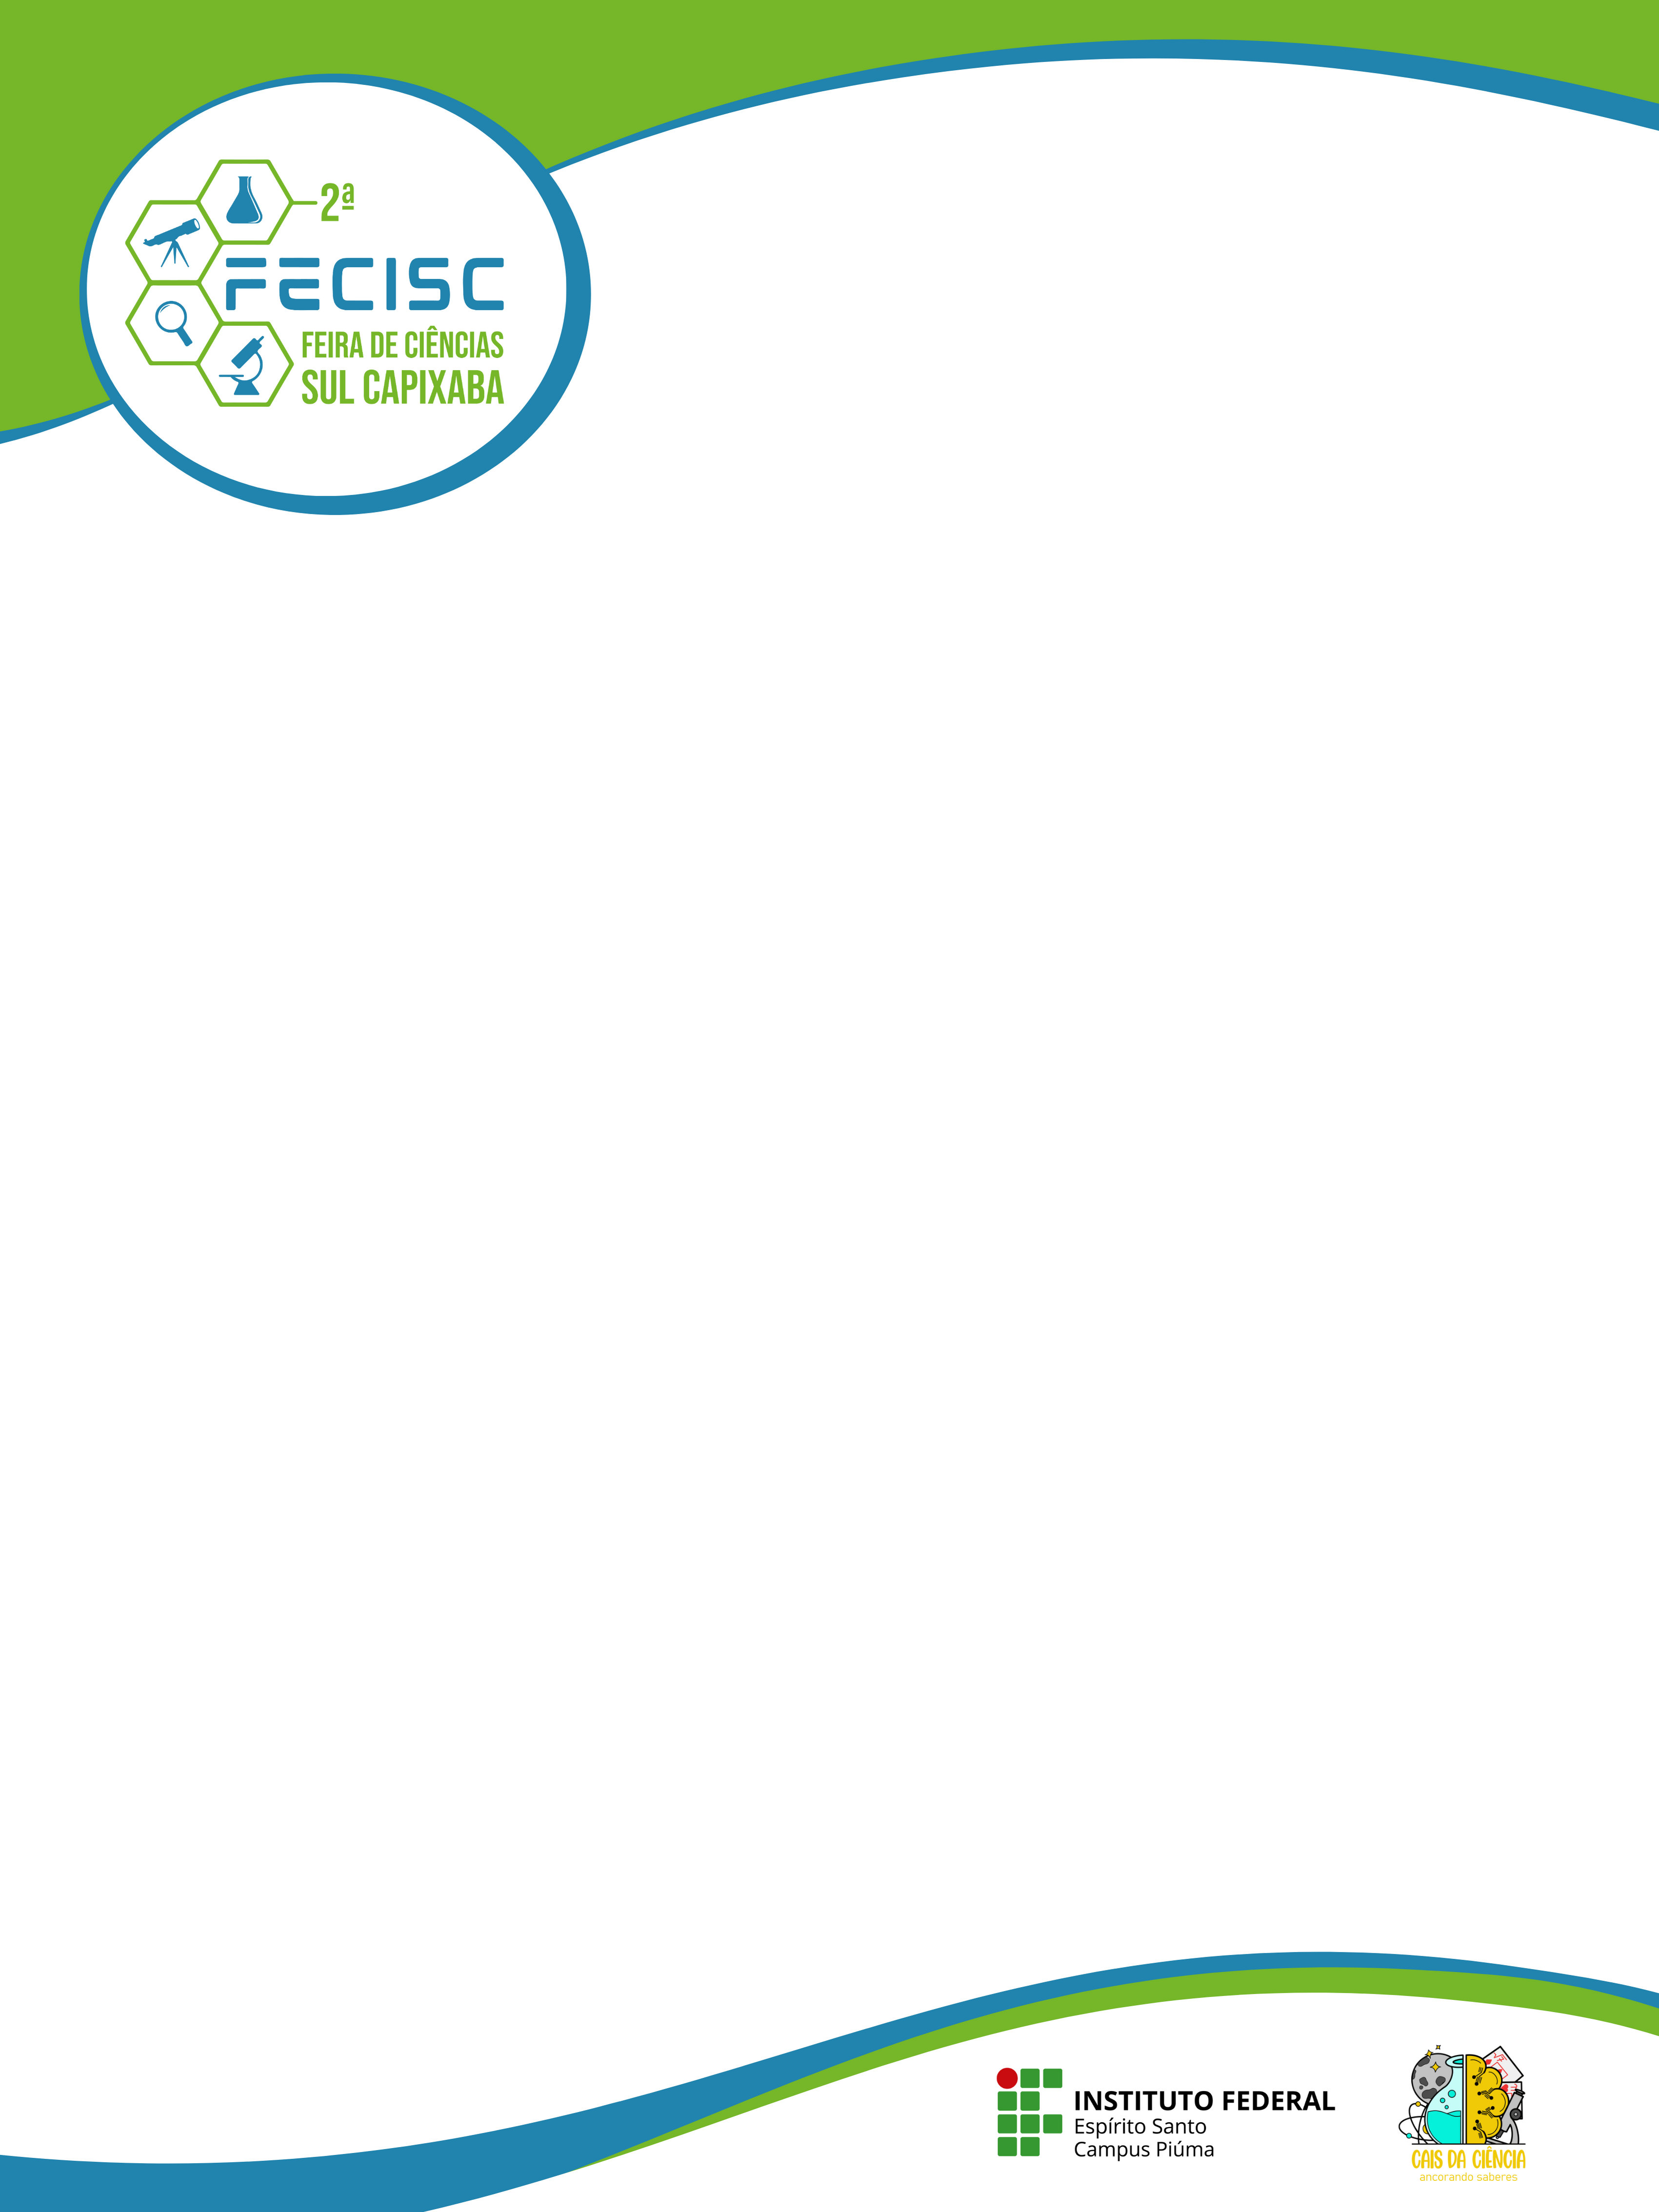 2ª
FECISC
FEIRA DE CIÊNCIAS
SUL CAPIXABA
INSTITUTO FEDERAL
Espírito Santo
Campus Piúma
CAIS DA CIÊNCIA
ancorando saberes